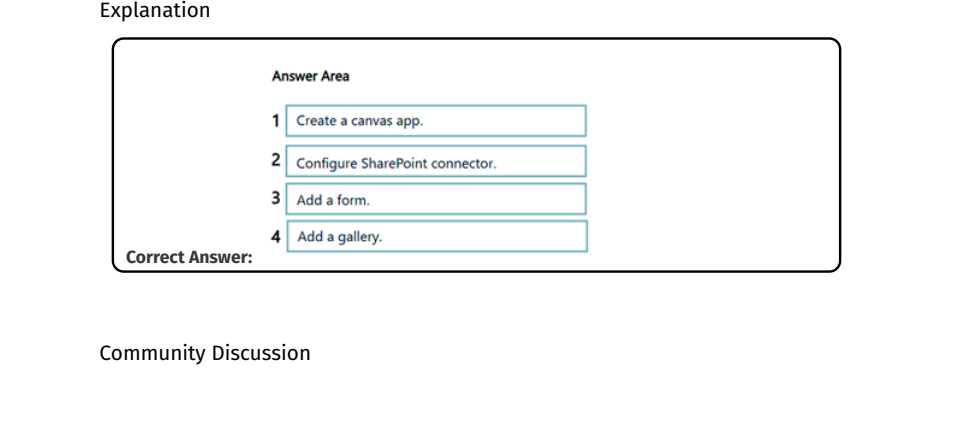 Explanation
Answer Area
1 Create a canvas app.
2 Configure SharePoint connector.
3 Add a form.
4 Add a gallery.
Correct Answer:
Community Discussion